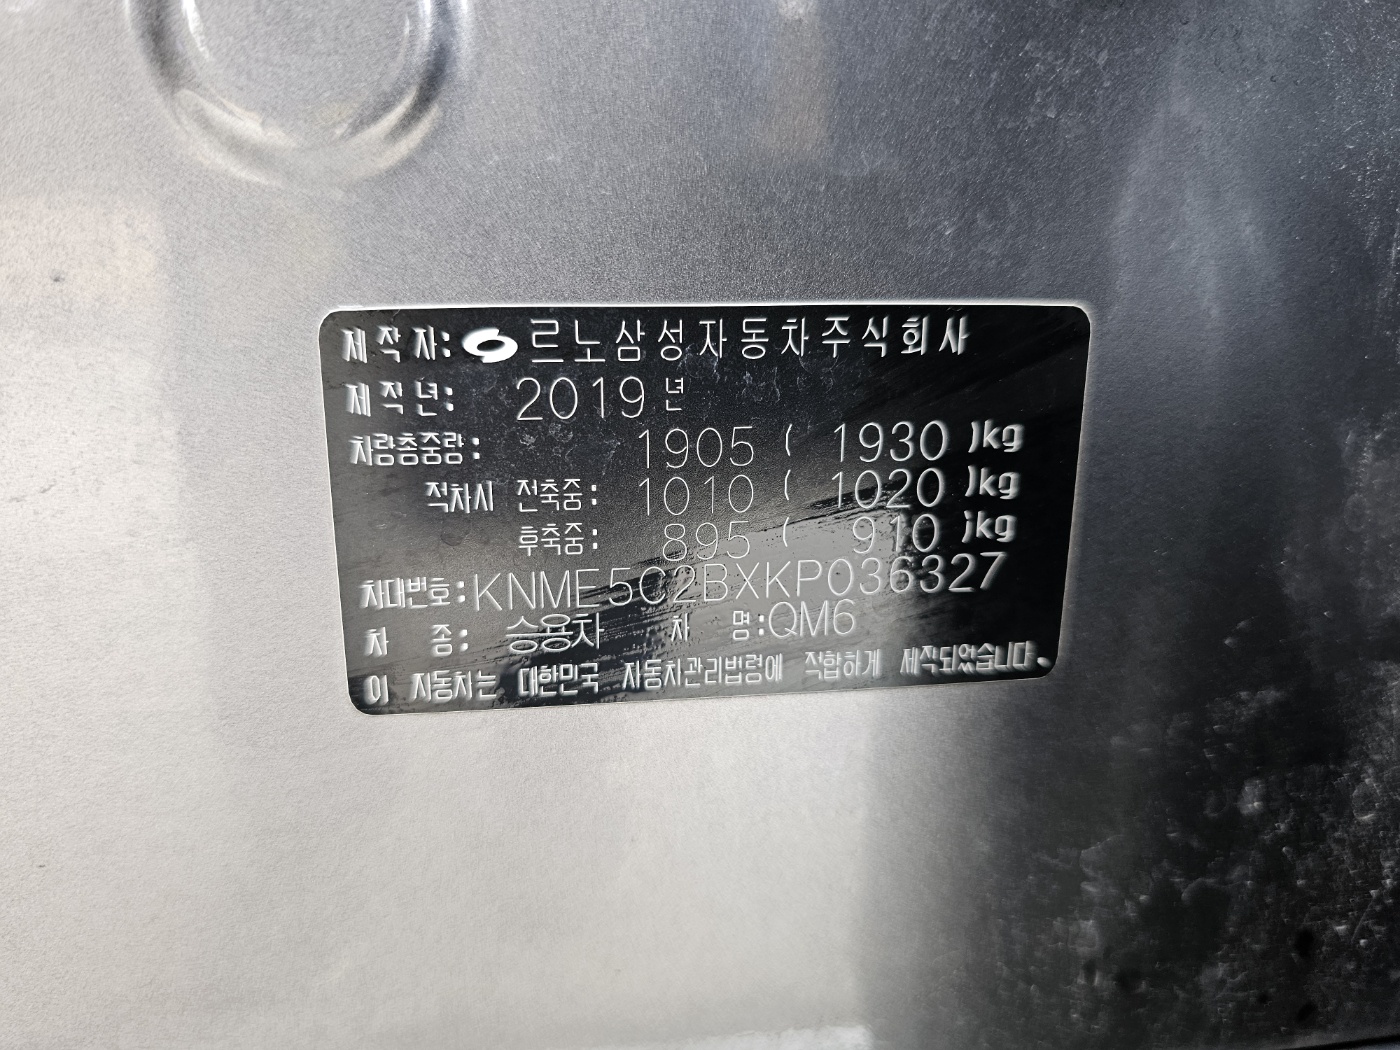 제작자: 르노삼성자동차주식회사
제작년: 2019년
차량총중량: 1905 ( 1930 )kg
적차시 전축중: 1010 ( 1020 )kg
후축중: 895 ( 910 )kg
차대번호:KNME5C2BXKP036327
차 종: 승용차 차 명:QM6
이 자동차는 대한민국 자동차관리법령에 적합하게 제작되었습니다.